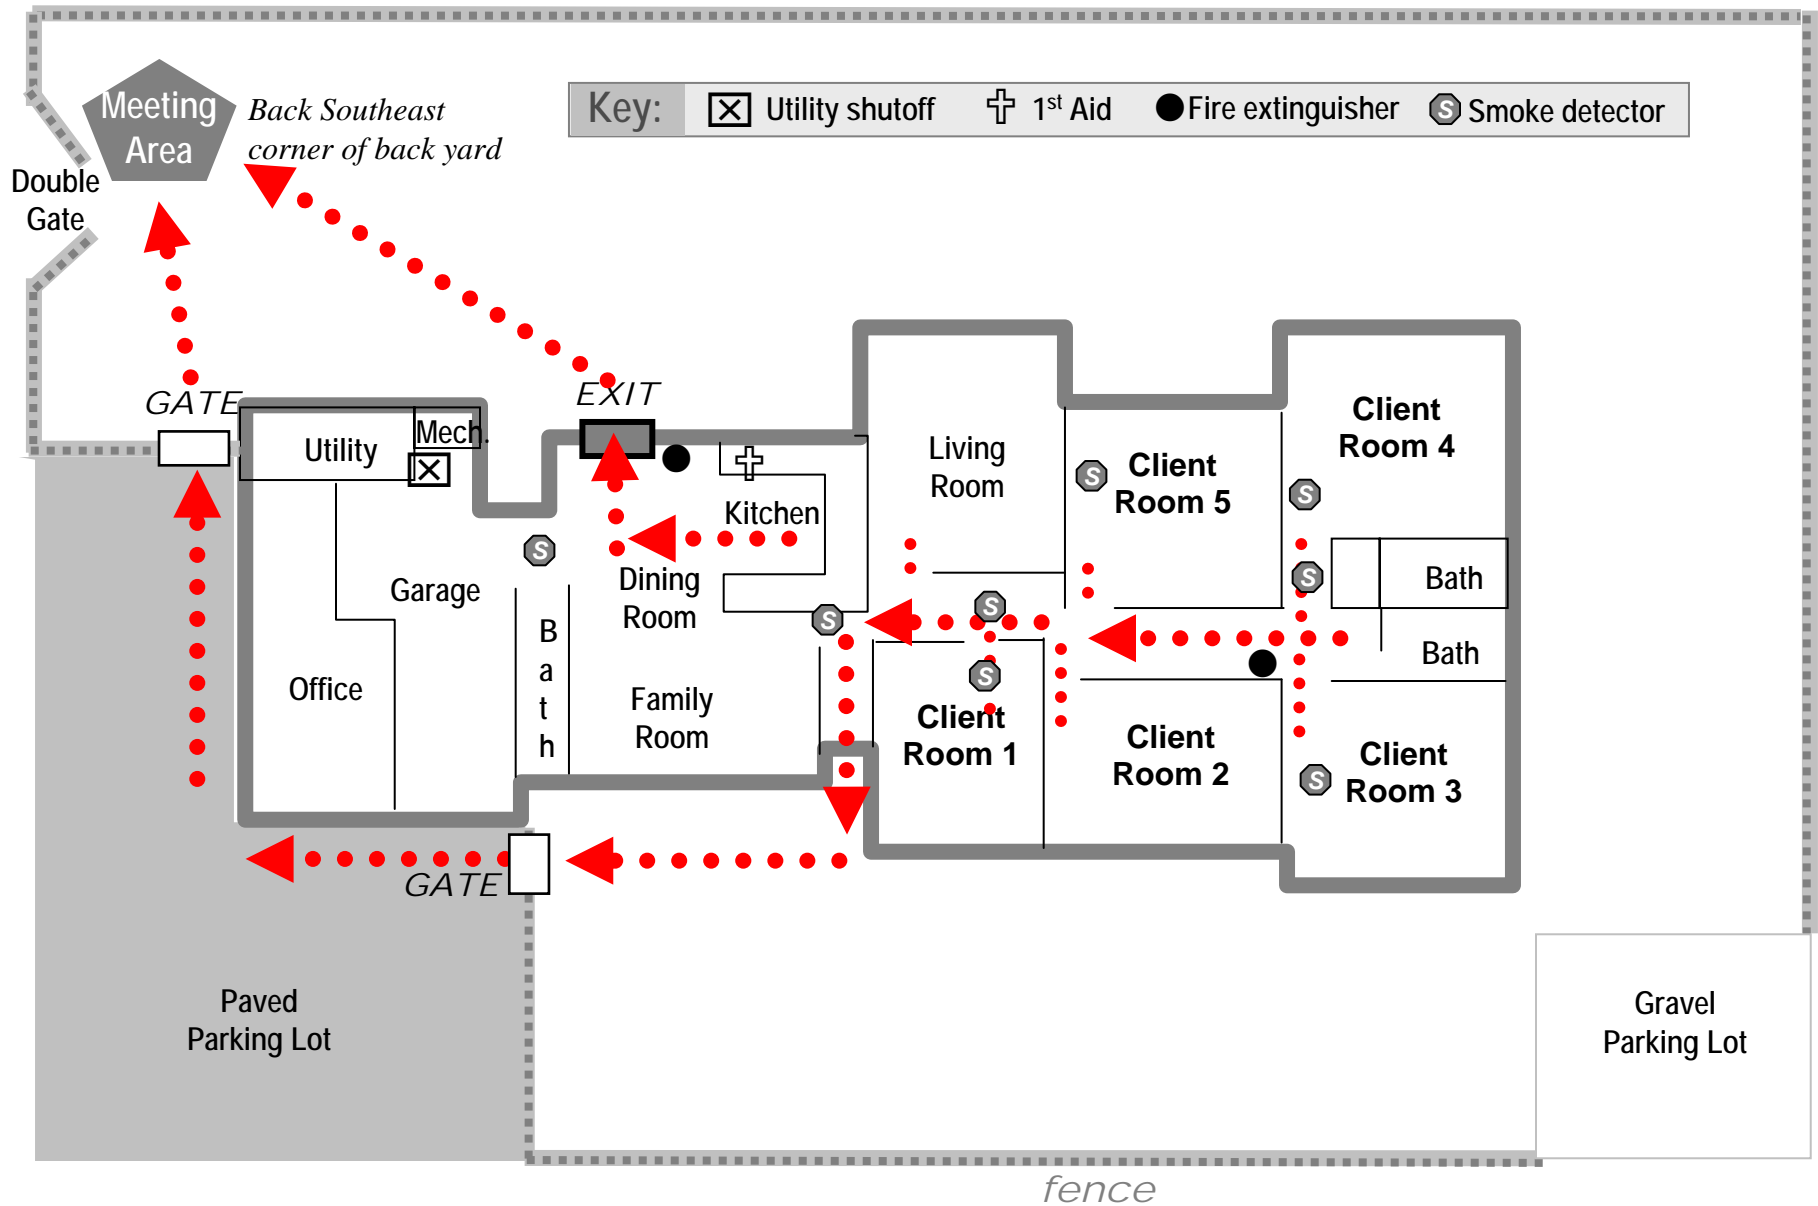 Meeting
Area
Back Southeast
corner of back yard
Key:
Utility shutoff
1st Aid
Fire extinguisher
S
Smoke detector
Double
Gate
GATE
EXIT
Utility
Mech.
Living
Room
Client
Room 5
Client
Room 4
S
S
Kitchen
S
Garage
Dining
Room
S
S
S
Bath
Bath
B
a
t
h
Office
Family
Room
S
Client
Room 1
Client
Room 2
Client
Room 3
S
GATE
Paved
Parking Lot
Gravel
Parking Lot
fence